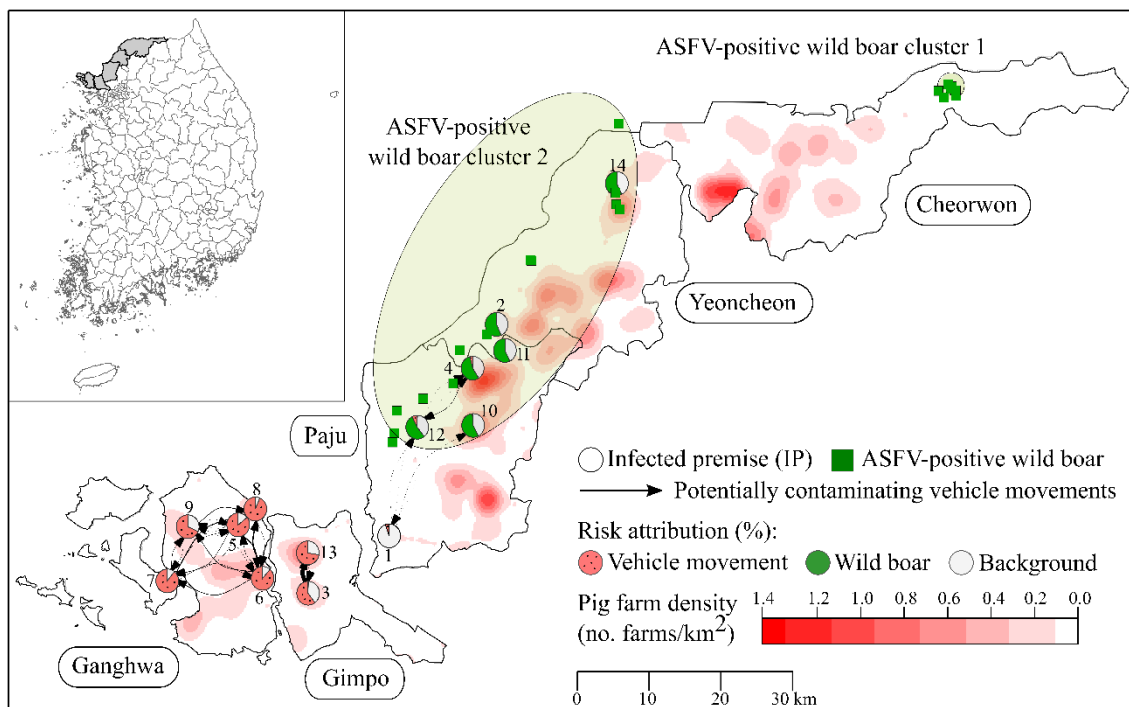 ASFV-positive wild boar cluster 1
ASFV-positive
wild boar cluster 2
14
Cheorwon
Yeoncheon
2
11
4
10
12
Paju
Infected premise (IP) ASFV-positive wild boar
Potentially contaminating vehicle movements
8
9
5
13
1
7
6
3
Risk attribution (%):
Vehicle movement Wild boar Background
Pig farm density
(no. farms/km2)
1.4 1.2 1.0 0.8 0.6 0.4 0.2 0.0
Ganghwa
Gimpo
0 10 20 30 km